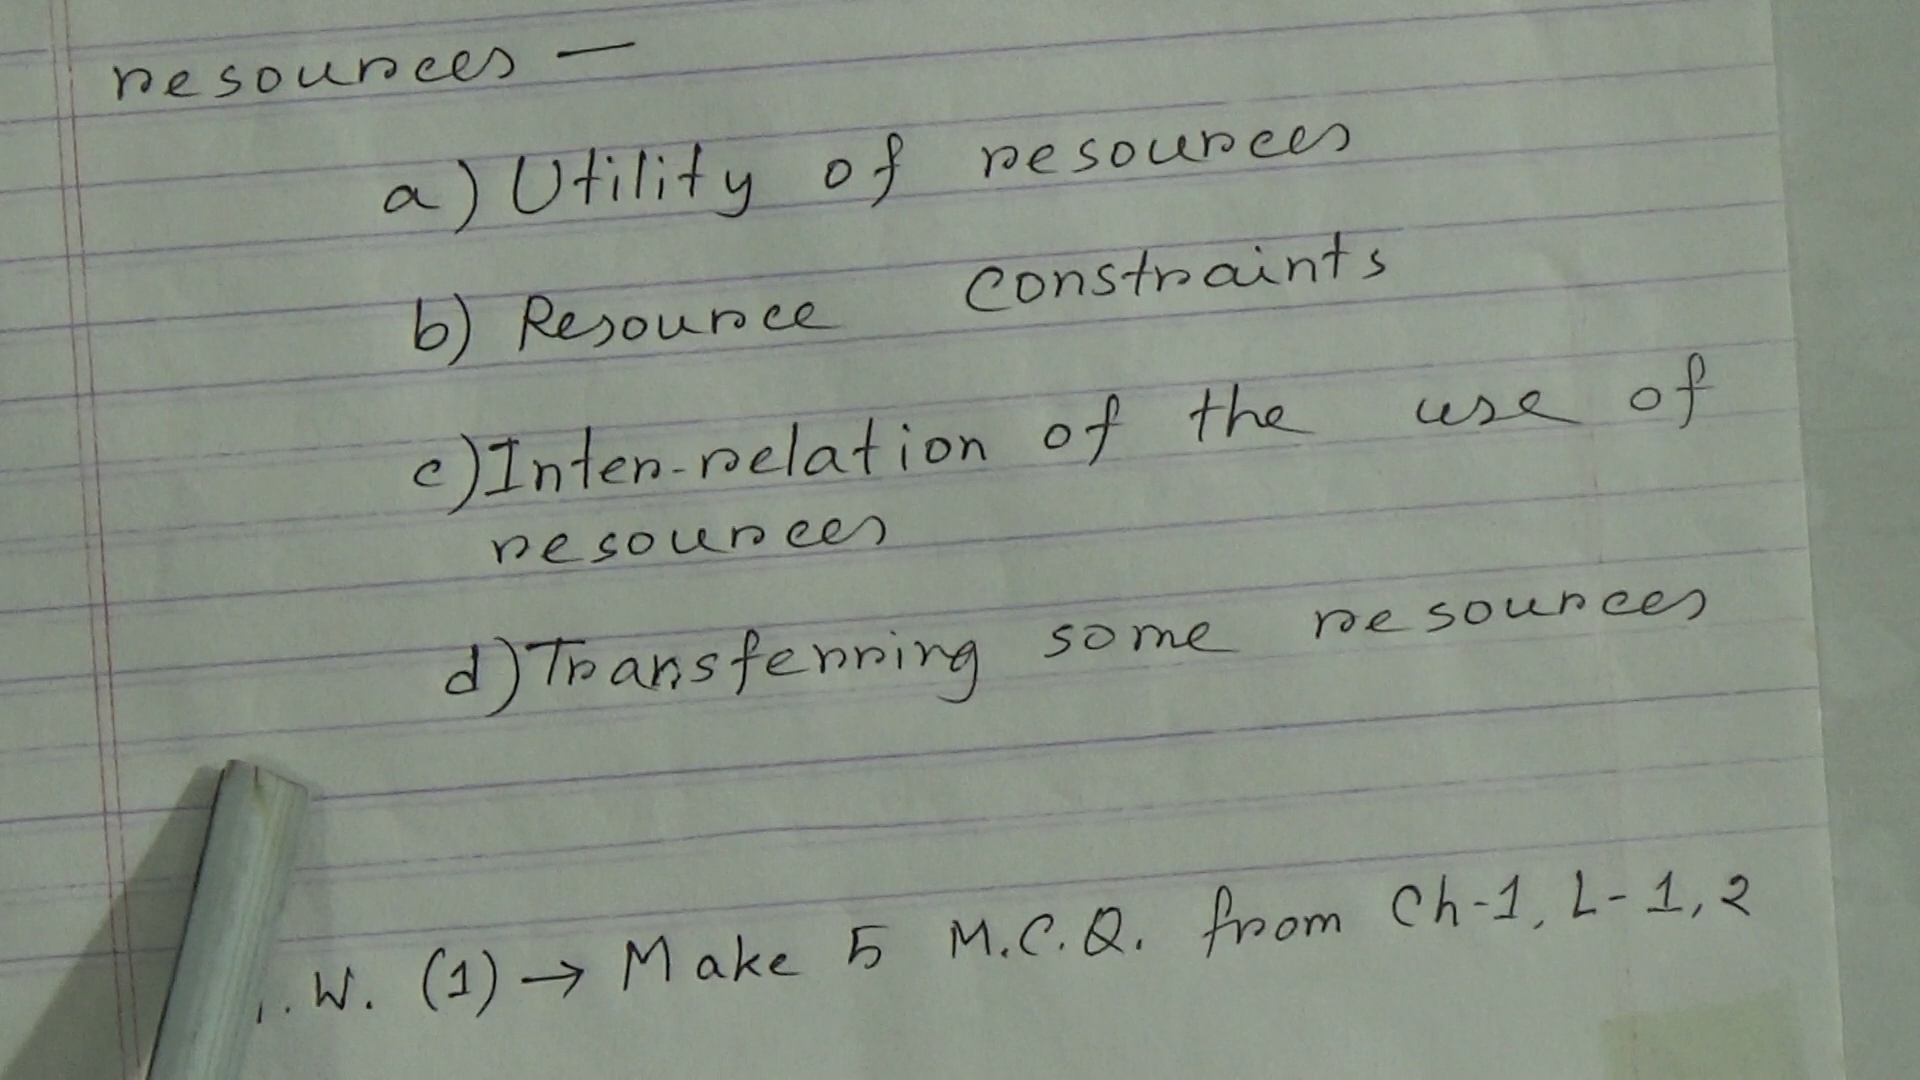 resources —
a) Utility of resources
b) Resource constraints
c) Inter-relation of the use of
resources
d) Transferring some resources
.W. (1) → Make 5 M.C.Q. from Ch-1, L-1,2